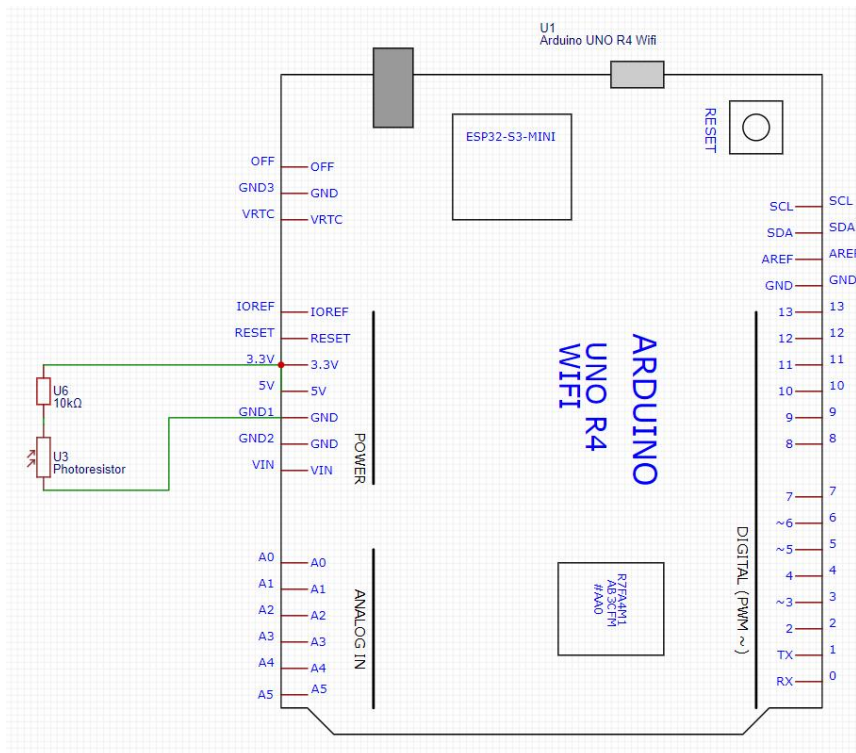 U1
Arduino UNO R4 Wifi
RESET
ESP32-S3-MINI
OFF
OFF
GND3
GND
VRTC
VRTC
SCL
SCL
SDA
SDA
AREF
AREF
GND
GND
IOREF
IOREF
RESET
RESET
3.3V
3.3V
5V
5V
GND1
GND
GND2
GND
VIN
VIN
POWER
U6
10kΩ
U3
Photoresistor
ARDUINO
UNO R4
WIFI
13
13
12
12
11
11
10
10
9
9
8
8
7
7
~6
6
~5
5
4
4
~3
3
2
2
TX
1
RX
0
DIGITAL (PWM ~)
A0
A0
A1
A1
A2
A2
A3
A3
A4
A4
A5
A5
ANALOG IN
R7FA4M1
AB3CFM
#AA0